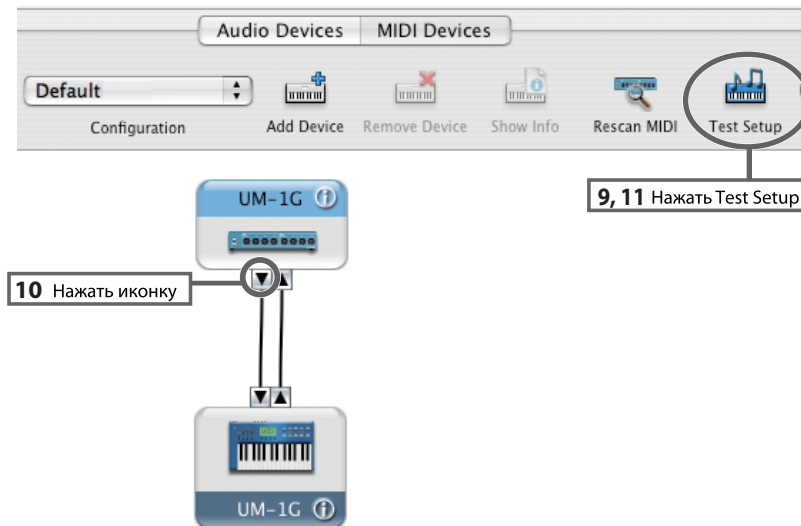 Audio Devices MIDI Devices
Default
Configuration Add Device Remove Device Show Info Rescan MIDI Test Setup
9, 11 Нажать Test Setup
UM-1G
10 Нажать иконку
UM-1G